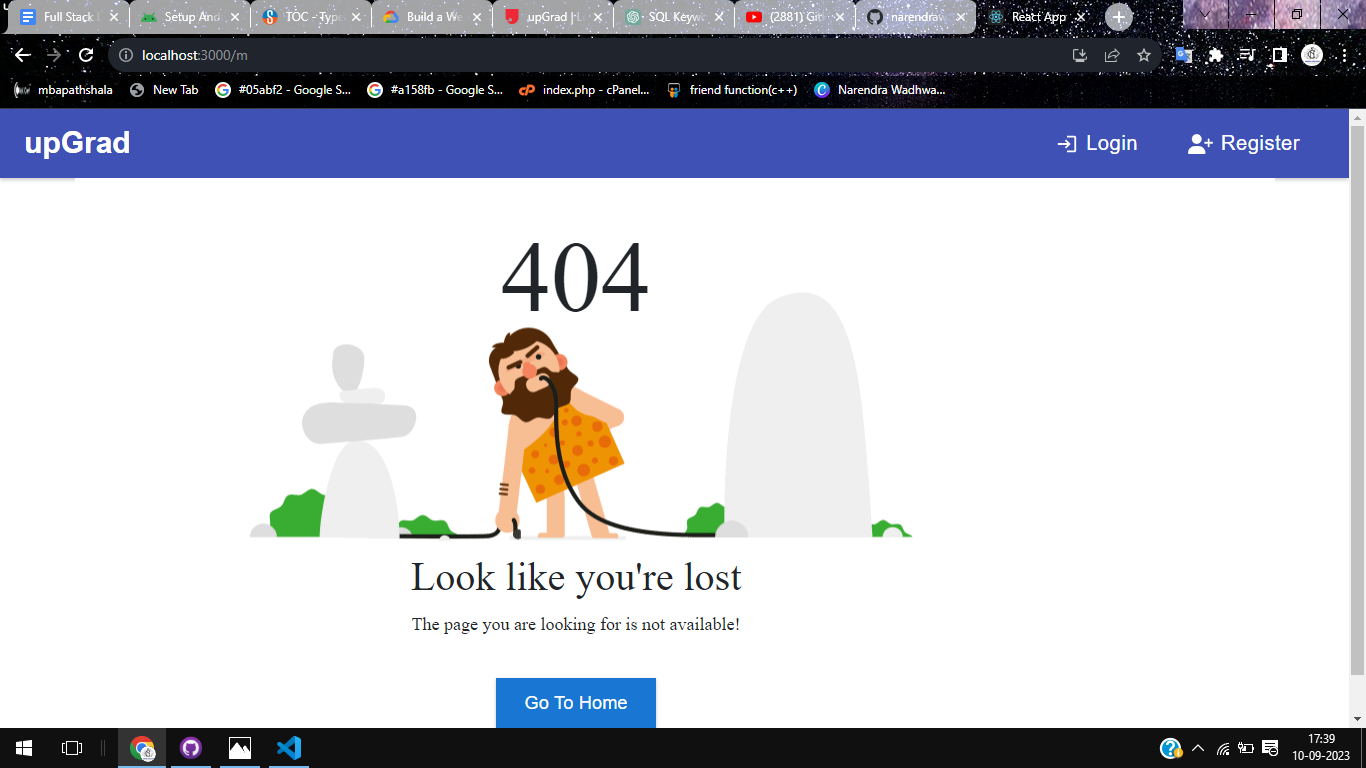 Full Stack
Setup And
TOC - Type
Build a We
upGrad | L
SQL Keyw
(2881) Git
narendraw
React App
localhost:3000/m
mbapathshala
New Tab
#05abf2 - Google S...
#a158fb - Google S...
index.php - cPanel...
friend function(c++)
Narendra Wadhwa...
upGrad
Login
Register
404
Look like you're lost
The page you are looking for is not available!
Go To Home
17:39
10-09-2023